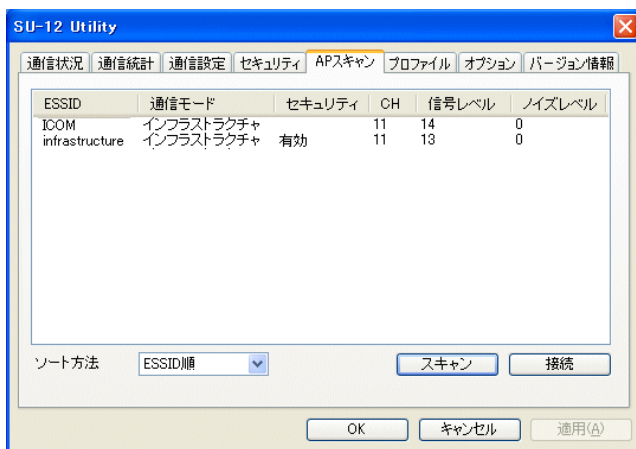 SU-12 Utility
通信状況 通信統計 通信設定 セキュリティ APスキャン プロファイル オプション バージョン情報
ESSID 通信モード セキュリティ CH 信号レベル ノイズレベル
ICOM インフラストラクチャ 11 14 0
infrastructure インフラストラクチャ 有効 11 13 0
ソート方法 ESSID順 スキャン 接続
OK キャンセル 適用(A)